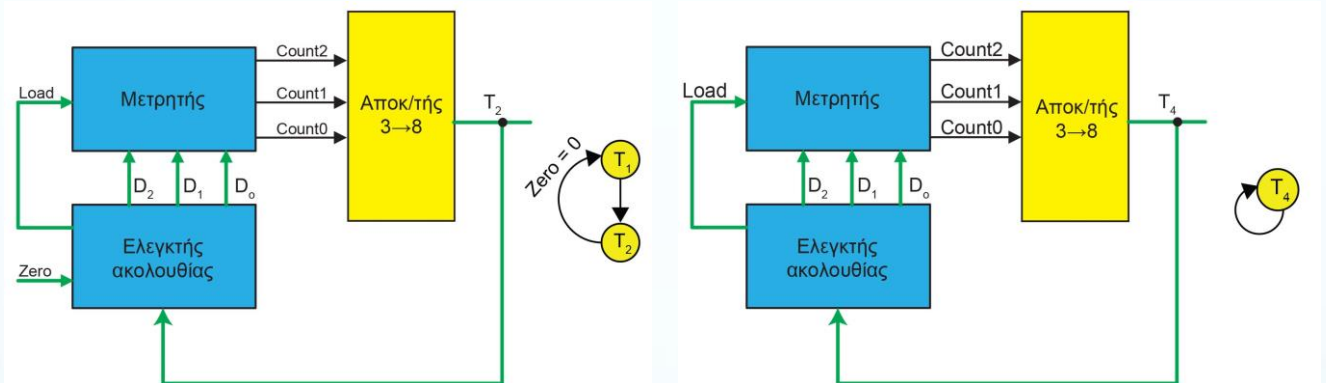 Count2
Load
Μετρητής
Count1
Αποκ/τής
3→8
T2
Count0
D2
D1
Do
Zero = 0
T1
T2
Ελεγκτής
ακολουθίας
Zero
Count2
Load
Μετρητής
Count1
Αποκ/τής
3→8
T4
Count0
D2
D1
Do
T4
Ελεγκτής
ακολουθίας